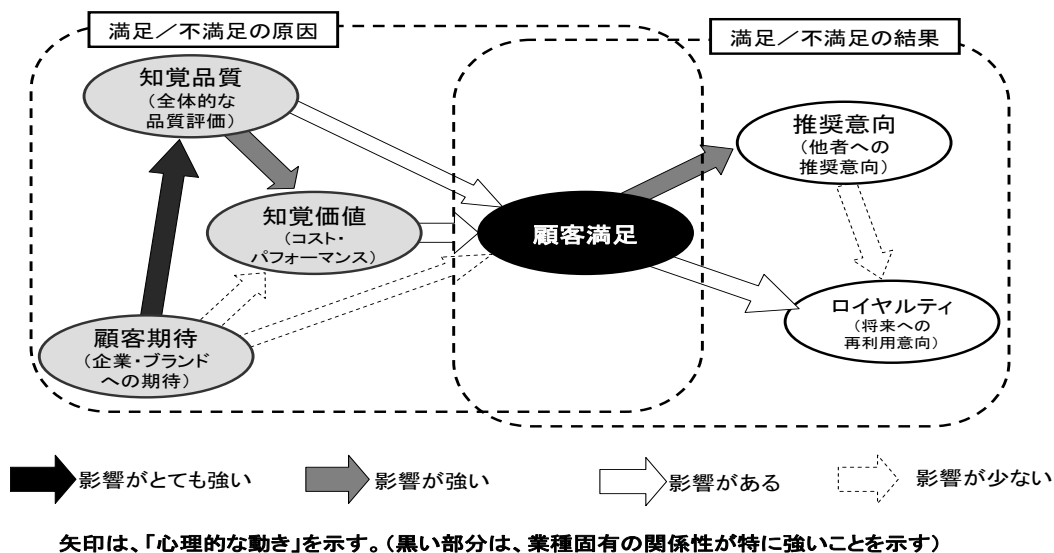 満足／不満足の原因
満足／不満足の結果
知覚品質
（全体的な
品質評価）
推奨意向
（他者への
推奨意向）
知覚価値
（コスト・
パフォーマンス）
顧客満足
ロイヤルティ
（将来への
再利用意向）
顧客期待
（企業・ブランド
への期待）
影響がとても強い
影響が強い
影響がある
影響が少ない
矢印は、「心理的な動き」を示す。（黒い部分は、業種固有の関係性が特に強いことを示す）